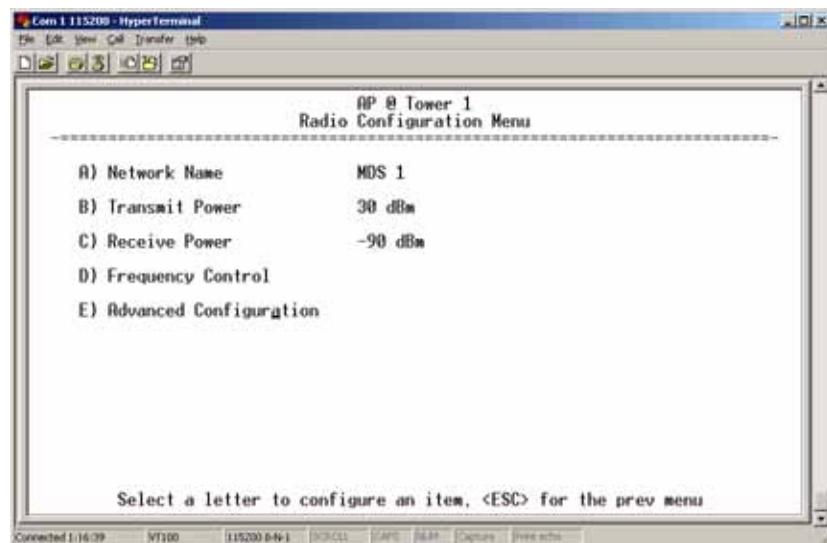 Com 1 115200 - HyperTerminal
File Edit View Call Transfer Help
AP @ Tower 1
Radio Configuration Menu
A) Network Name MDS 1
B) Transmit Power 30 dBm
C) Receive Power -90 dBm
D) Frequency Control
E) Advanced Configuration
Select a letter to configure an item, <ESC> for the prev menu
Connected 1:16:39 VT100 115200 8-N-1 SCROLL CAPS NUM Capture Print echo